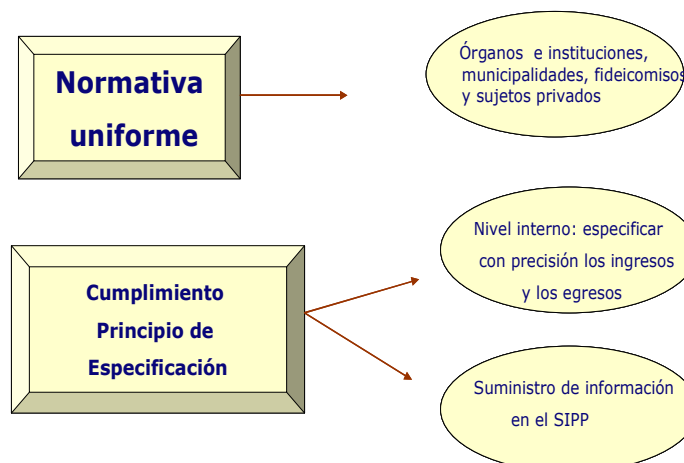 Normativa
uniforme
Órganos e instituciones,
municipalidades, fideicomisos
y sujetos privados
Cumplimiento
Principio de
Especificación
Nivel interno: especificar
con precisión los ingresos
y los egresos
Suministro de información
en el SIPP